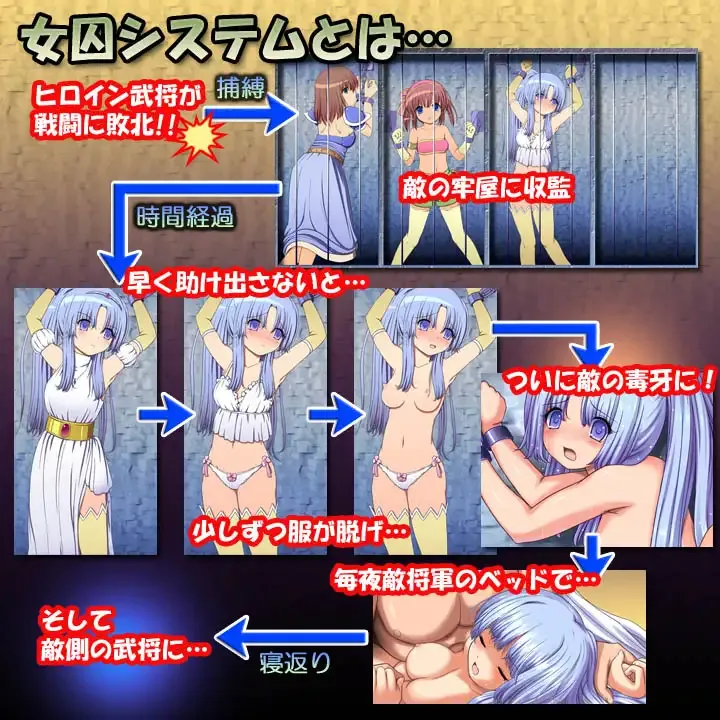 女囚システムとは…
ヒロイン武将が
戦闘に敗北!!
捕縛
敵の牢屋に収監
時間経過
早く助け出さないと…
ついに敵の毒牙に!
少しずつ服が脱げ…
毎夜敵将軍のベッドで…
そして
敵側の武将に…
寝返り